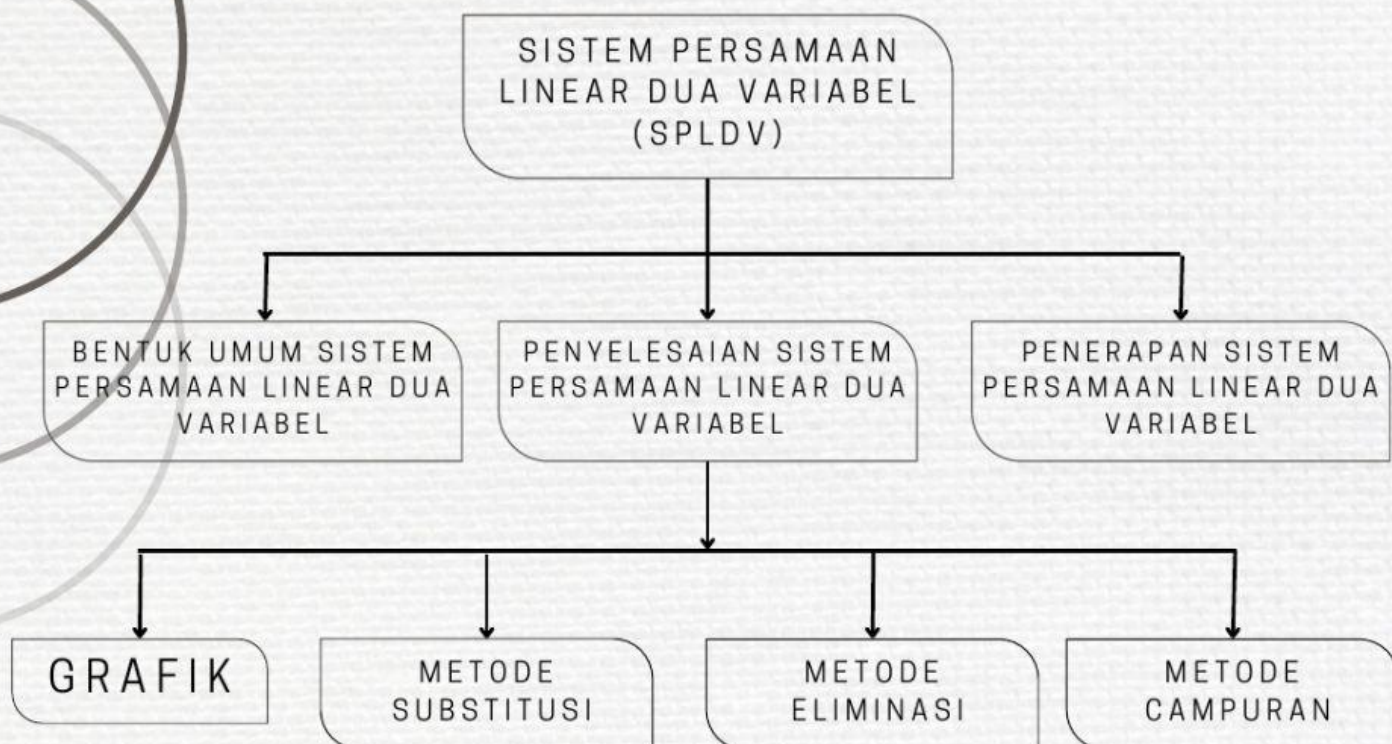 SISTEM PERSAMAAN
LINEAR DUA VARIABEL
(SPLDV)
BENTUK UMUM SISTEM
PERSAMAAN LINEAR DUA
VARIABEL
PENYELESAIAN SISTEM
PERSAMAAN LINEAR DUA
VARIABEL
PENERAPAN SISTEM
PERSAMAAN LINEAR DUA
VARIABEL
GRAFIK
METODE
SUBSTITUSI
METODE
ELIMINASI
METODE
CAMPURAN